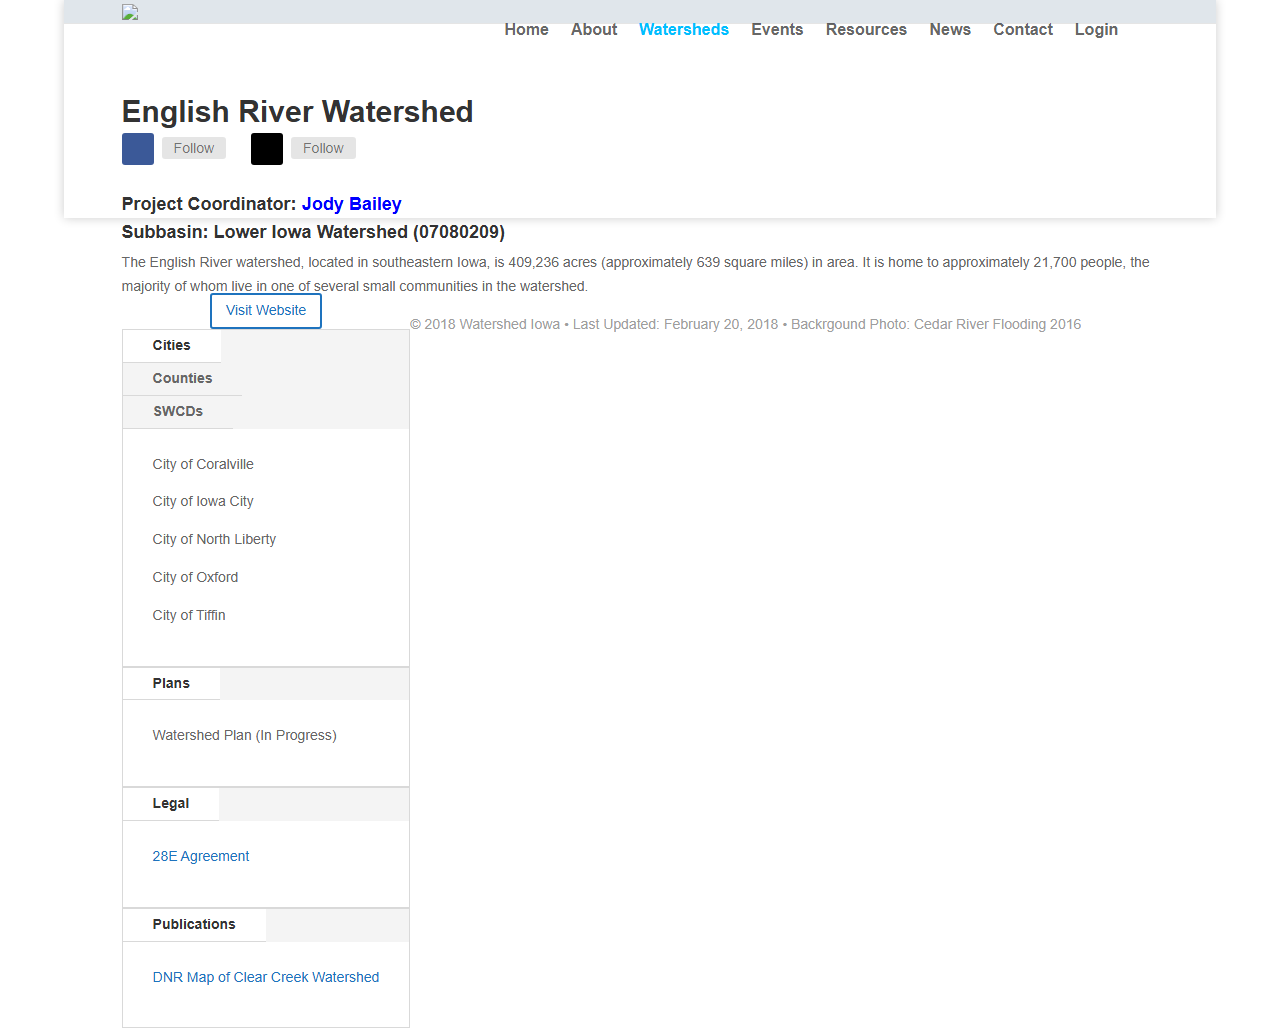 Home About Watersheds Events Resources News Contact Login
English River Watershed
Follow Follow
Project Coordinator: Jody Bailey
Subbasin: Lower Iowa Watershed (07080209)
The English River watershed, located in southeastern Iowa, is 409,236 acres (approximately 639 square miles) in area. It is home to approximately 21,700 people, the
majority of whom live in one of several small communities in the watershed.
Visit Website
© 2018 Watershed Iowa • Last Updated: February 20, 2018 • Backrgound Photo: Cedar River Flooding 2016
Cities
Counties
SWCDs
City of Coralville
City of Iowa City
City of North Liberty
City of Oxford
City of Tiffin
Plans
Watershed Plan (In Progress)
Legal
28E Agreement
Publications
DNR Map of Clear Creek Watershed